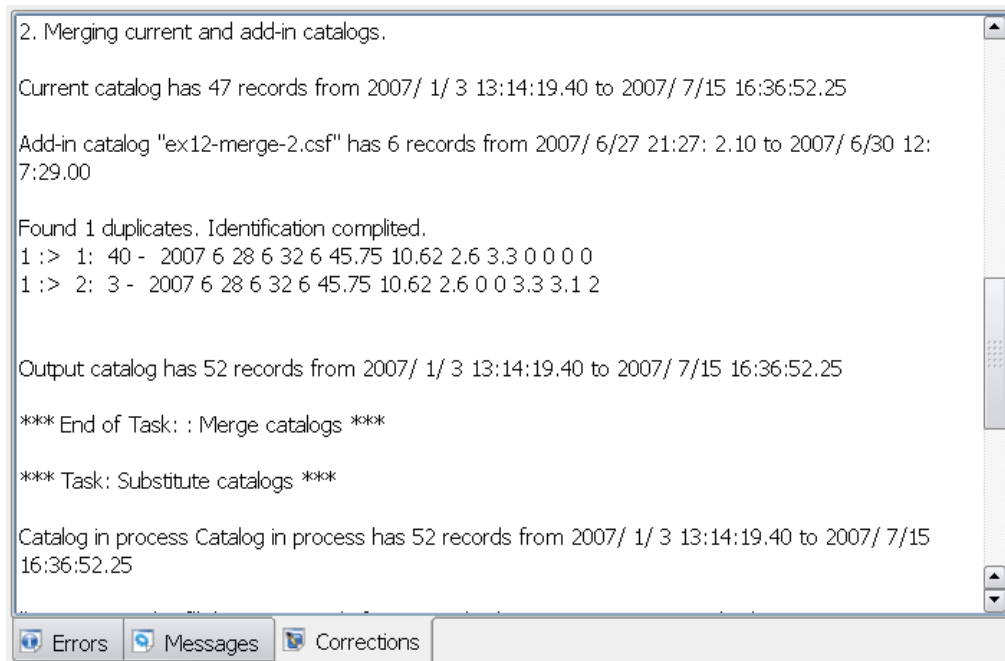 2. Merging current and add-in catalogs.
Current catalog has 47 records from 2007/ 1/ 3 13:14:19.40 to 2007/ 7/15 16:36:52.25
Add-in catalog "ex12-merge-2.csf" has 6 records from 2007/ 6/27 21:27: 2.10 to 2007/ 6/30 12:
7:29.00
Found 1 duplicates. Identification complited.
1 :> 1: 40 - 2007 6 28 6 32 6 45.75 10.62 2.6 3.3 0 0 0 0
1 :> 2: 3 - 2007 6 28 6 32 6 45.75 10.62 2.6 0 0 3.3 3.1 2
Output catalog has 52 records from 2007/ 1/ 3 13:14:19.40 to 2007/ 7/15 16:36:52.25
*** End of Task: : Merge catalogs ***
*** Task: Substitute catalogs ***
Catalog in process Catalog in process has 52 records from 2007/ 1/ 3 13:14:19.40 to 2007/ 7/15
16:36:52.25
Errors Messages Corrections